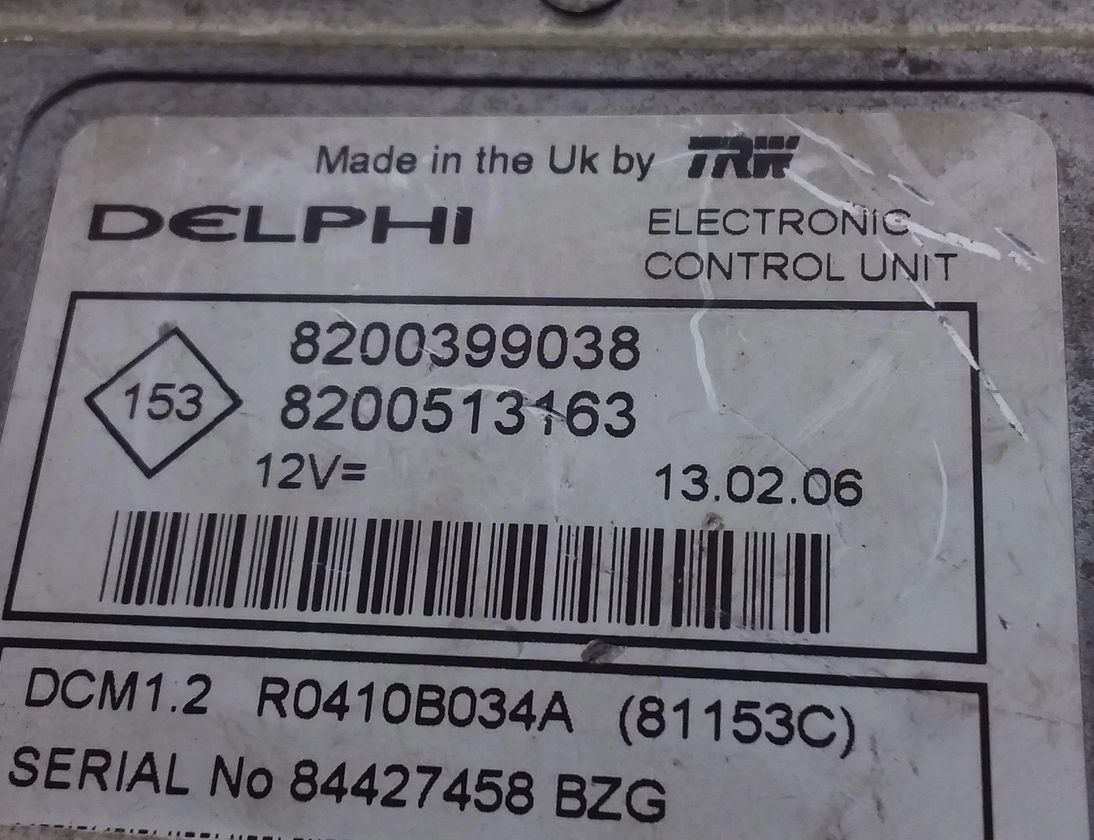 Made in the Uk by TRW
DELPHI
ELECTRONIC
CONTROL UNIT
153
8200399038
8200513163
12V=
13.02.06
DCM1.2 R0410B034A (81153C)
SERIAL No 84427458 BZG